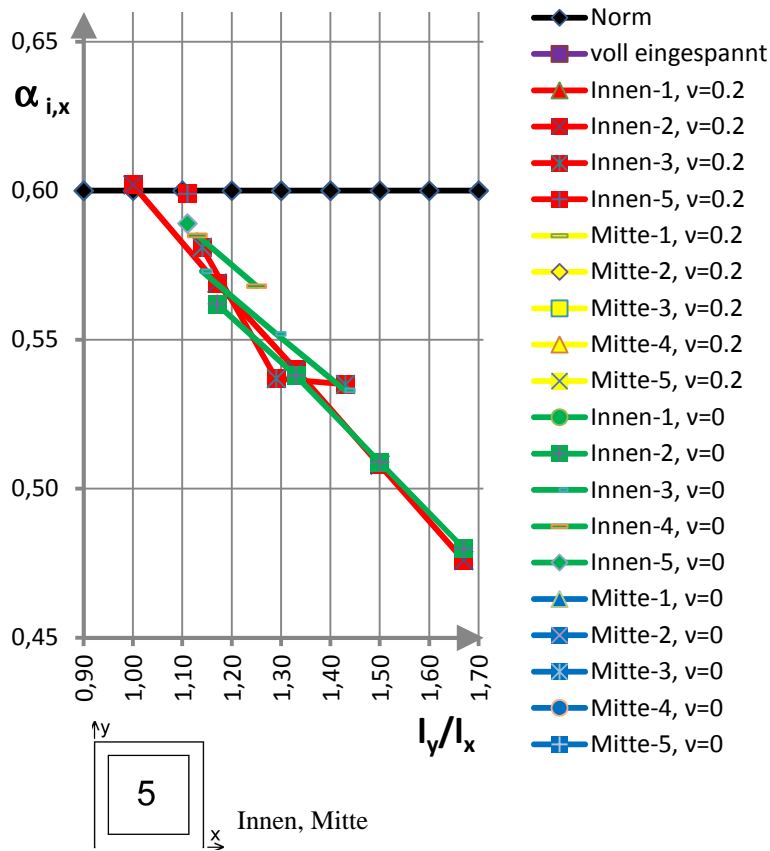 0,65
α i,x
0,60
0,55
0,50
0,45
0,90
1,00
1,10
1,20
1,30
1,40
1,50
1,60
1,70
ly/lx
Norm
voll eingespannt
Innen-1, ν=0.2
Innen-2, ν=0.2
Innen-3, ν=0.2
Innen-5, ν=0.2
Mitte-1, ν=0.2
Mitte-2, ν=0.2
Mitte-3, ν=0.2
Mitte-4, ν=0.2
Mitte-5, ν=0.2
Innen-1, ν=0
Innen-2, ν=0
Innen-3, ν=0
Innen-4, ν=0
Innen-5, ν=0
Mitte-1, ν=0
Mitte-2, ν=0
Mitte-3, ν=0
Mitte-4, ν=0
Mitte-5, ν=0
y
5
x
Innen, Mitte